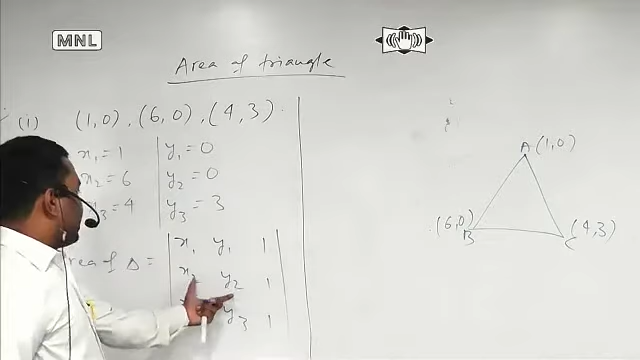 MNL
Area of triangle
(i) (1,0), (6,0), (4,3).
x₁ = 1 y₁ = 0
x₂ = 6 y₂ = 0
₃ = 4 y₃ = 3
rea of Δ = x₁ y₁ 1
x₂ y₂ 1
y₃ 1
A (1,0)
(6,0) B
C (4,3)